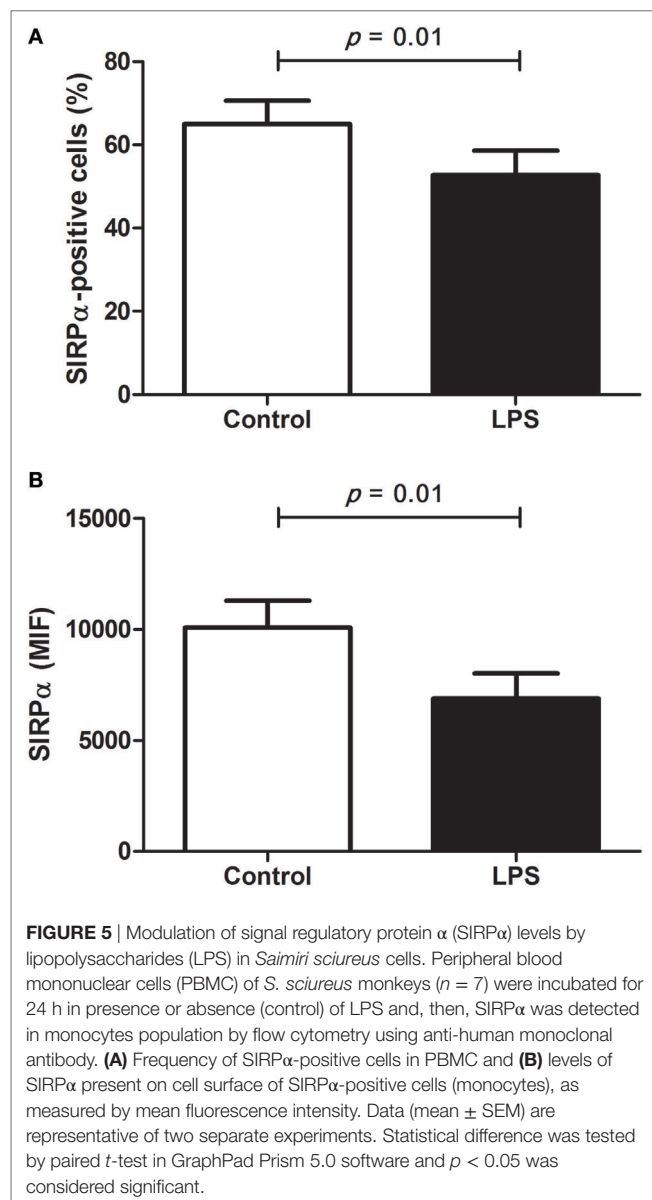 A
p = 0.01
SIRPα-positive cells (%)
80
60
40
20
0
Control LPS
B
p = 0.01
SIRPα (MIF)
15000
10000
5000
0
Control LPS
FIGURE 5 | Modulation of signal regulatory protein α (SIRPα) levels by
lipopolysaccharides (LPS) in Saimiri sciureus cells. Peripheral blood
mononuclear cells (PBMC) of S. sciureus monkeys (n = 7) were incubated for
24 h in presence or absence (control) of LPS and, then, SIRPα was detected
in monocytes population by flow cytometry using anti-human monoclonal
antibody. (A) Frequency of SIRPα-positive cells in PBMC and (B) levels of
SIRPα present on cell surface of SIRPα-positive cells (monocytes), as
measured by mean fluorescence intensity. Data (mean ± SEM) are
representative of two separate experiments. Statistical difference was tested
by paired t-test in GraphPad Prism 5.0 software and p < 0.05 was
considered significant.